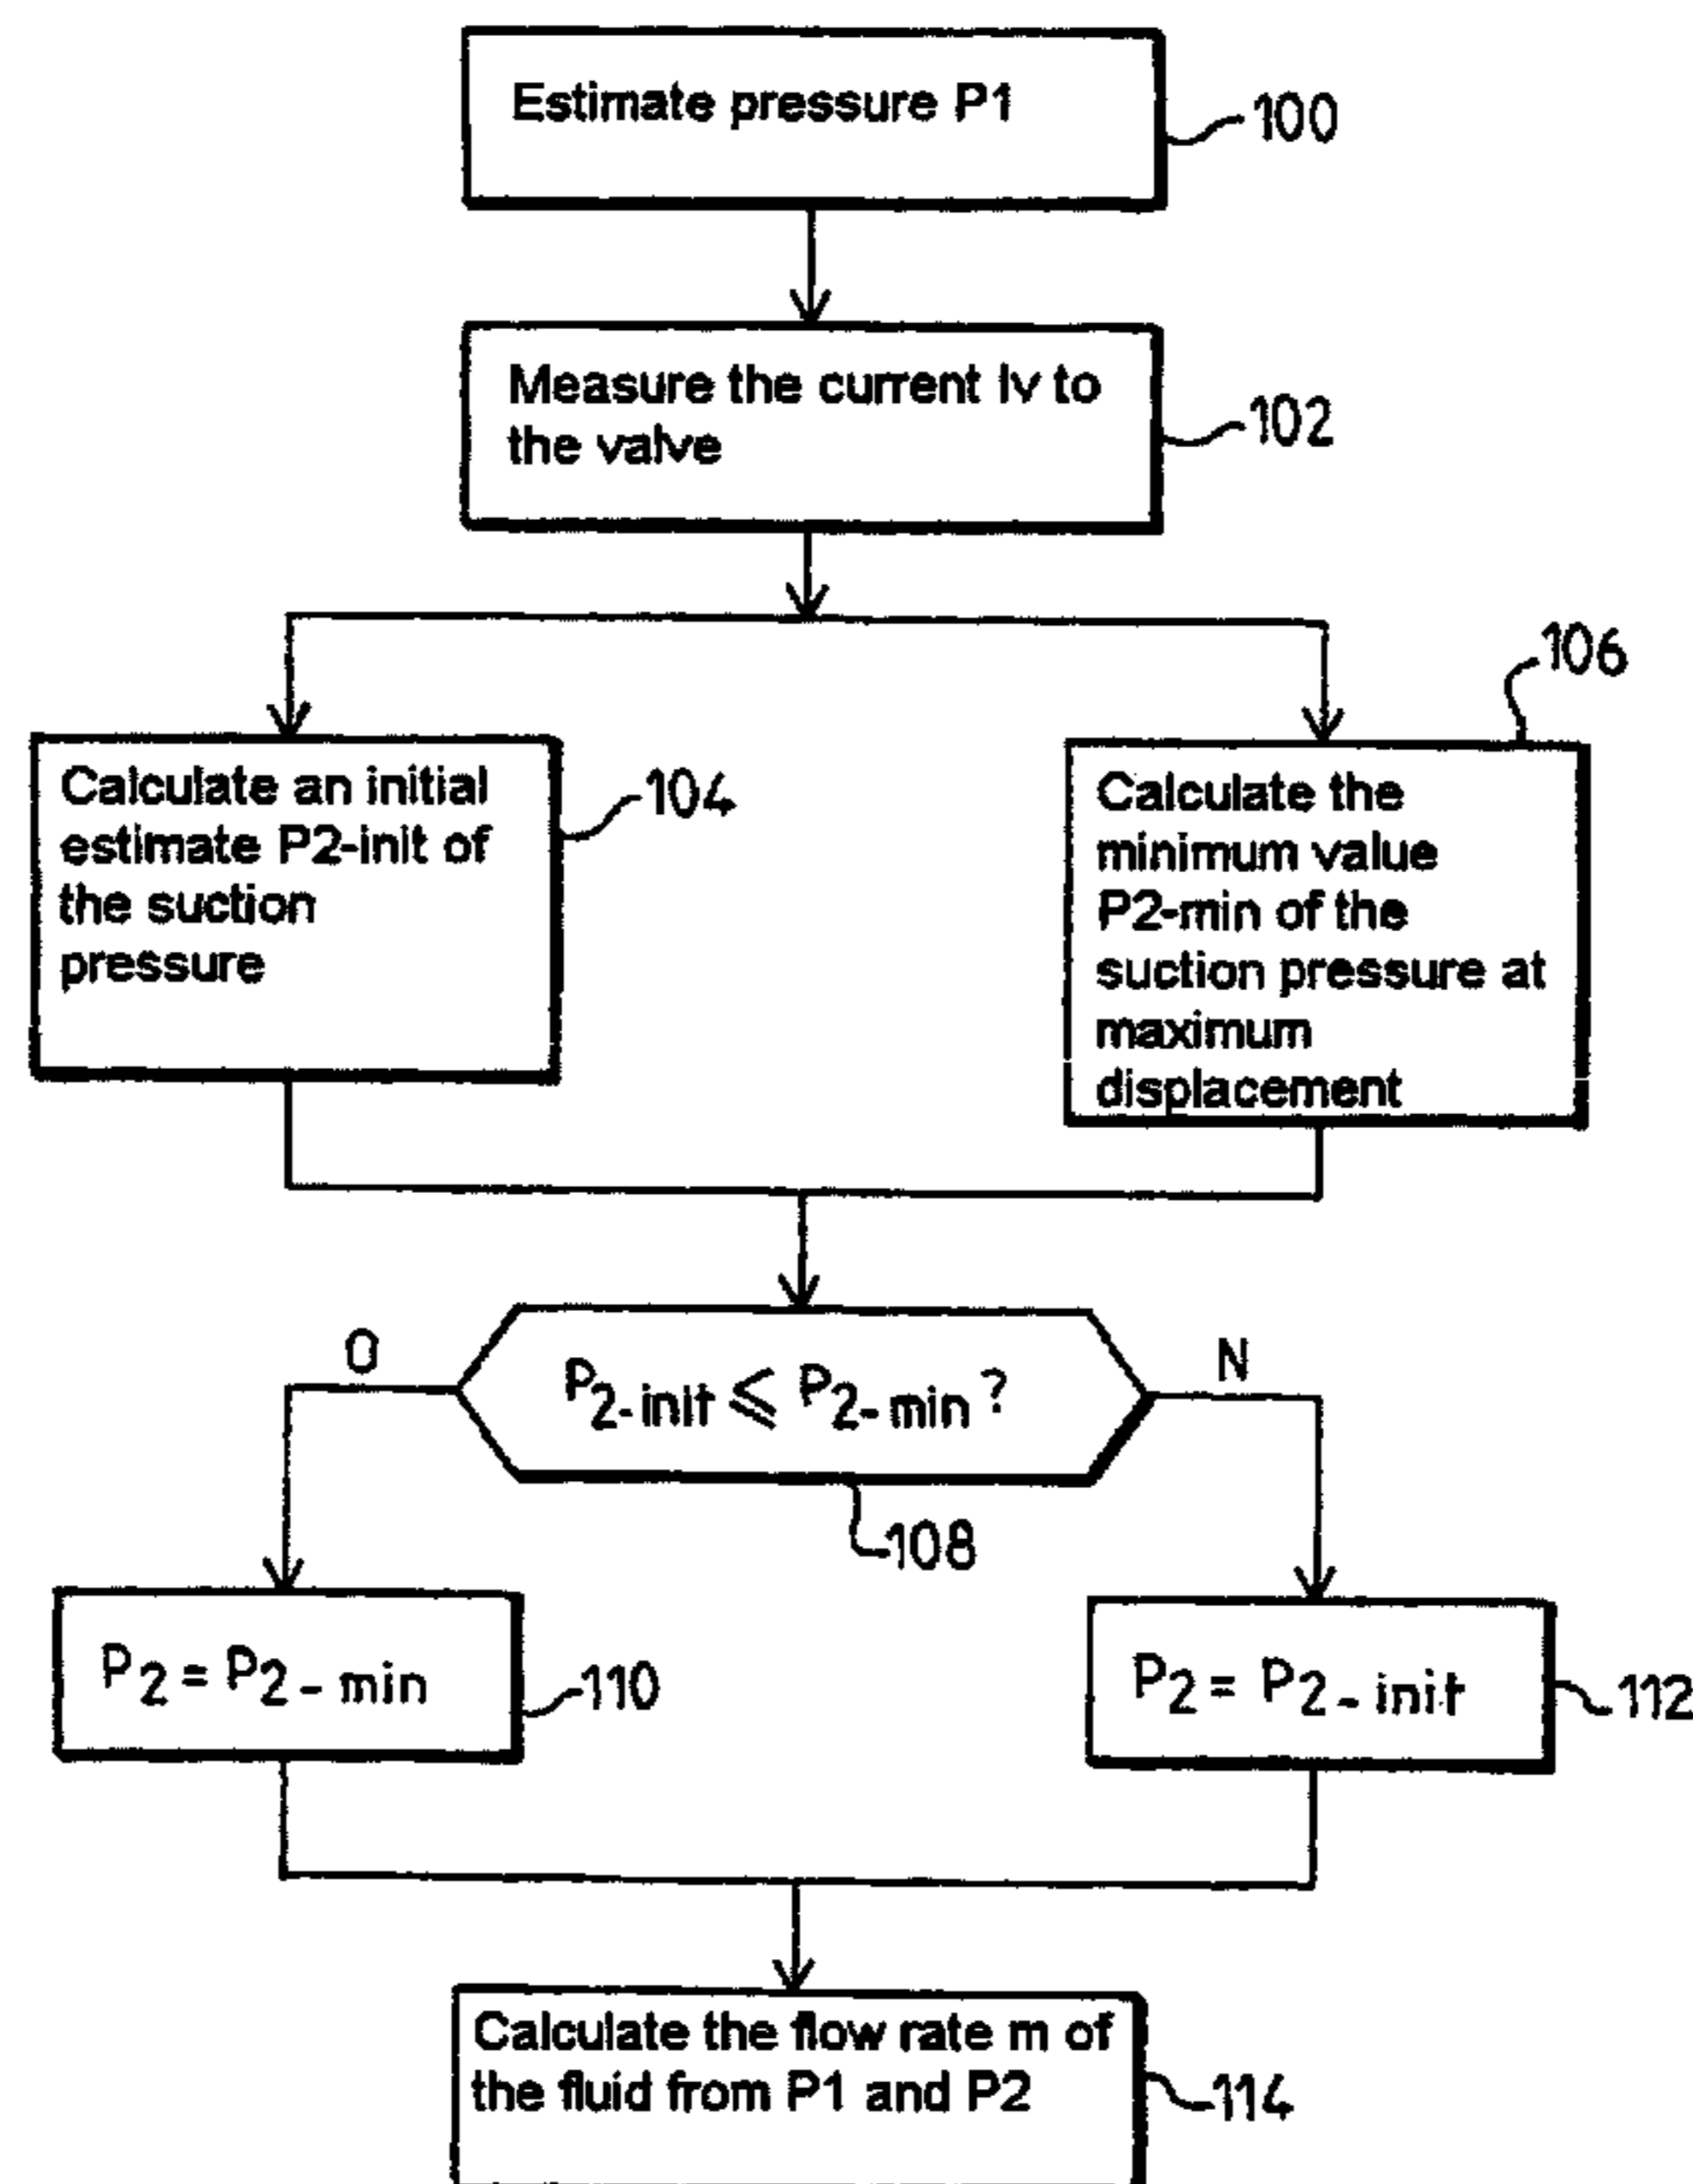 Estimate pressure P1
100
Measure the current Iv to
the valve
102
106
Calculate an initial
estimate P2-init of
the suction
pressure
104
Calculate the
minimum value
P2-min of the
suction pressure at
maximum
displacement
O
P2-init ⩽ P2-min ?
N
108
P2 = P2-min
110
P2 = P2-init
112
Calculate the flow rate m of
the fluid from P1 and P2
114